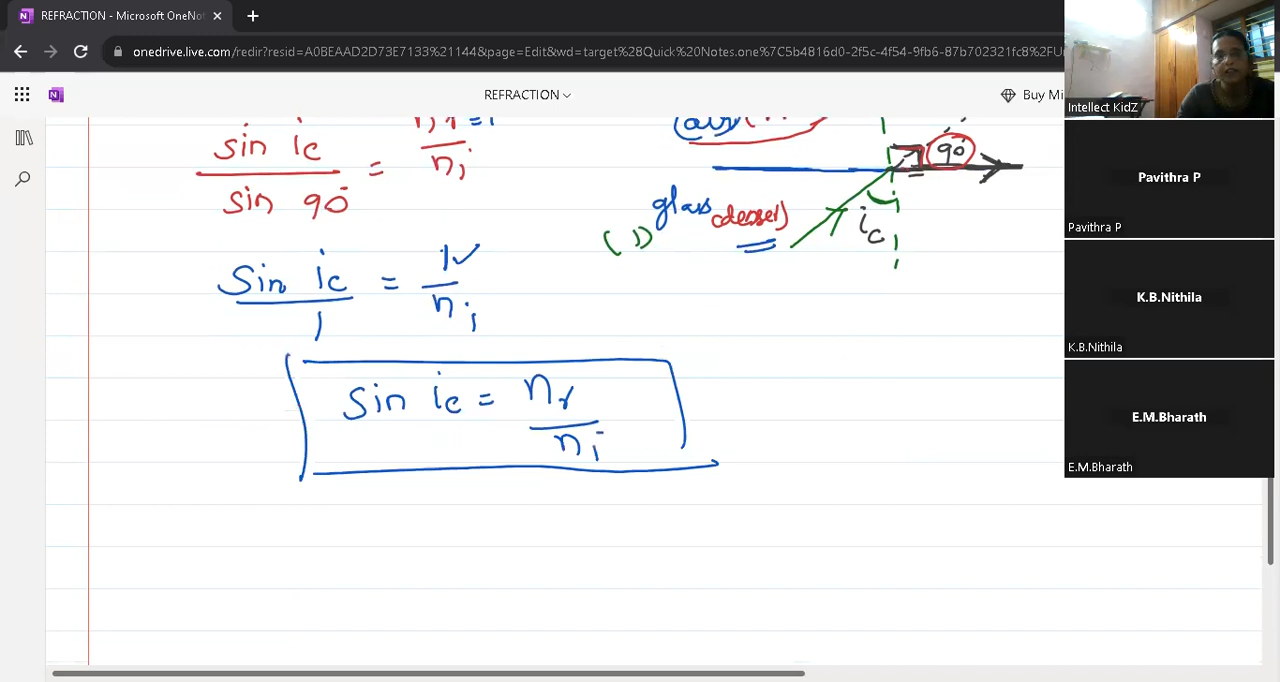 REFRACTION - Microsoft OneNot
onedrive.live.com/redir?resid=A0BEAAD2D73E7133%21144&page=Edit&wd=target%28Quick%20Notes.one%7C5b4816d0-2f5c-4f54-9fb6-87b702321fc8%2FU
REFRACTION
Buy Mi
Intellect KidZ
Pavithra P
Pavithra P
K.B.Nithila
K.B.Nithila
E.M.Bharath
E.M.Bharath
sin ic / sin 90° = / ni
(air)
90°
glass (denser)
ic
Sin ic / 1 = 1 / ni
Sin ic = nr / ni